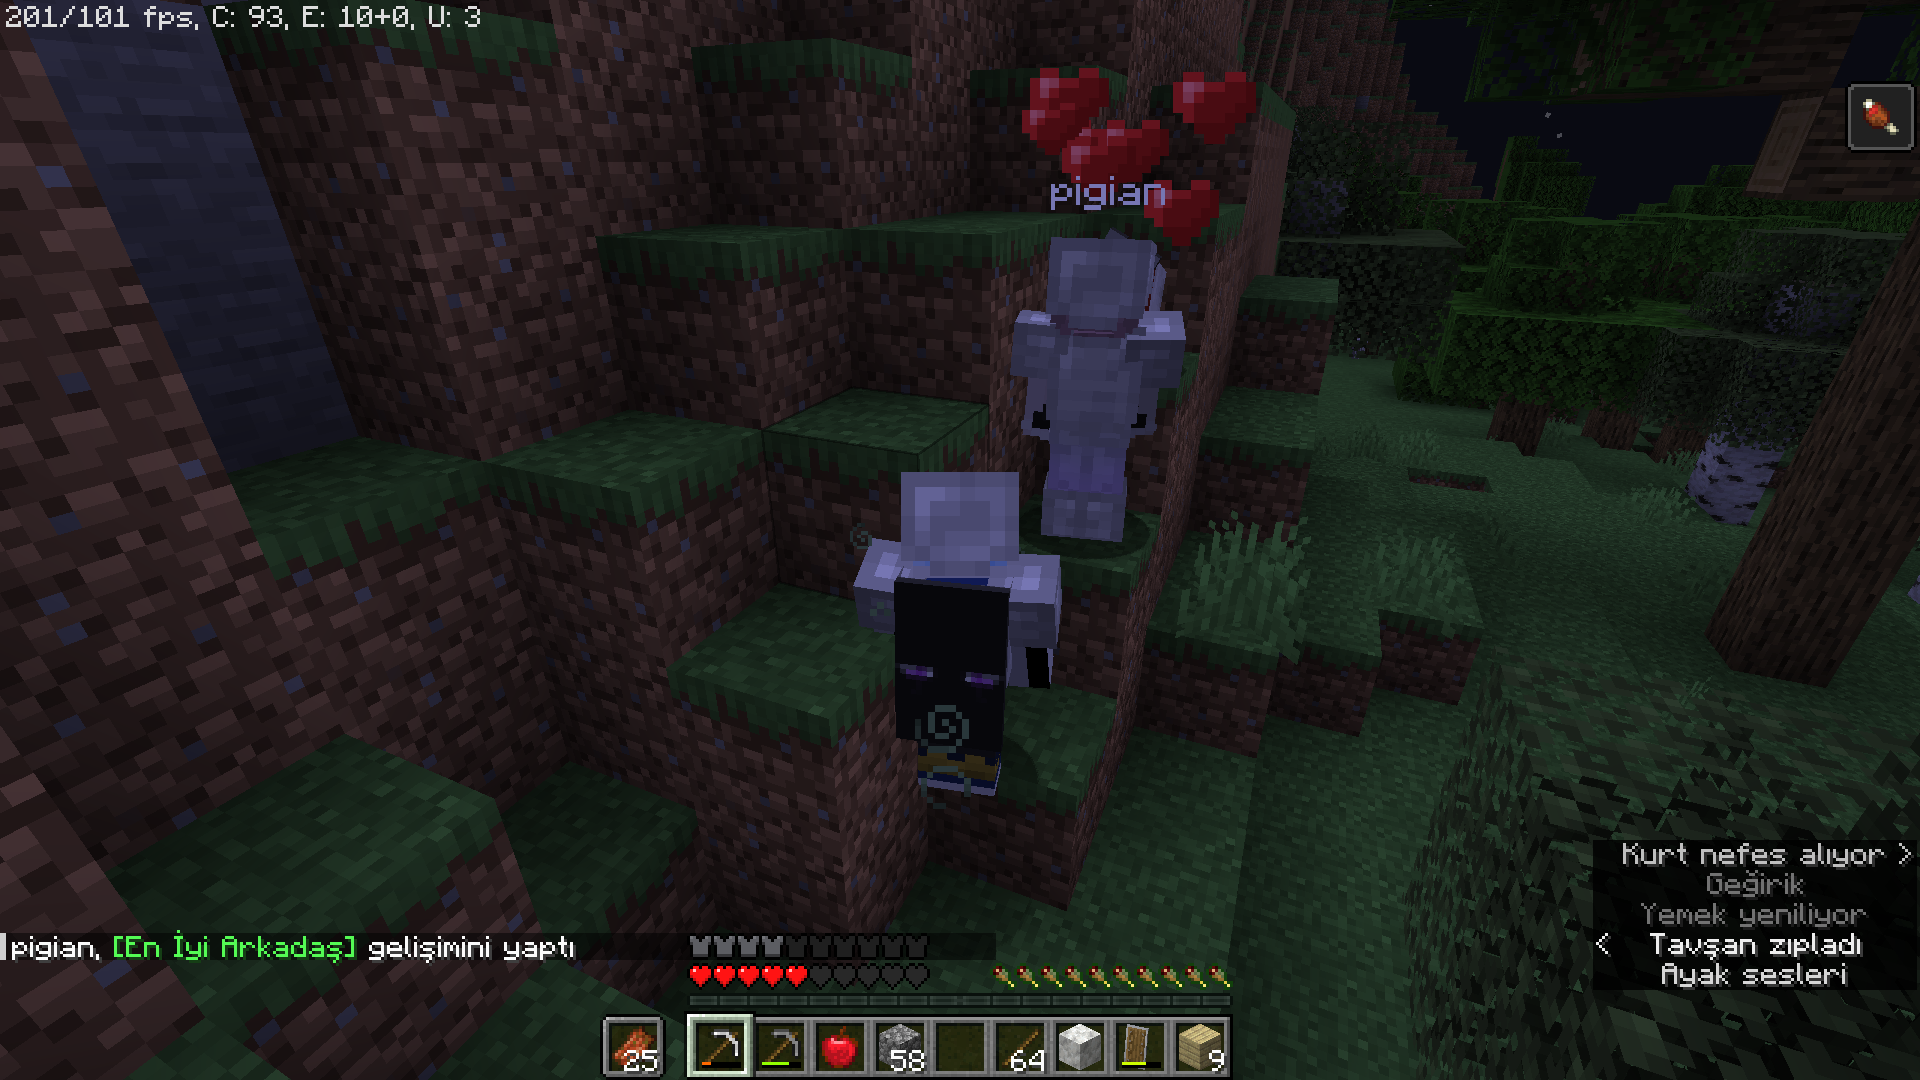 201/101 fps, C: 93, E: 10+0, U: 3
pigian
Kurt nefes alıyor >
Geğirik
Yemek yeniliyor
< Tavşan zıpladı
Ayak sesleri
pigian, [En İyi Arkadaş] gelişimini yaptı
25
58
64
9